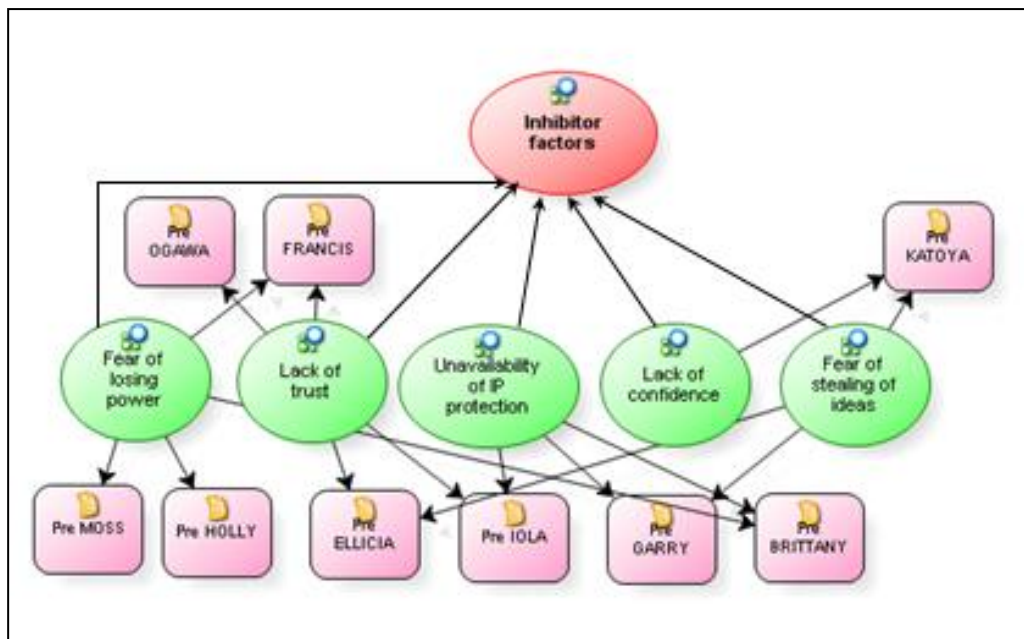 Inhibitor
factors
Pre
OGAWA
Pre
FRANCIS
Pre
KATOYA
Fear of
losing
power
Lack of
trust
Unavailability
of IP
protection
Lack of
confidence
Fear of
stealing of
ideas
Pre MOSS
Pre HOLLY
Pre
ELLICIA
Pre IOLA
Pre
GARRY
Pre
BRITTANY